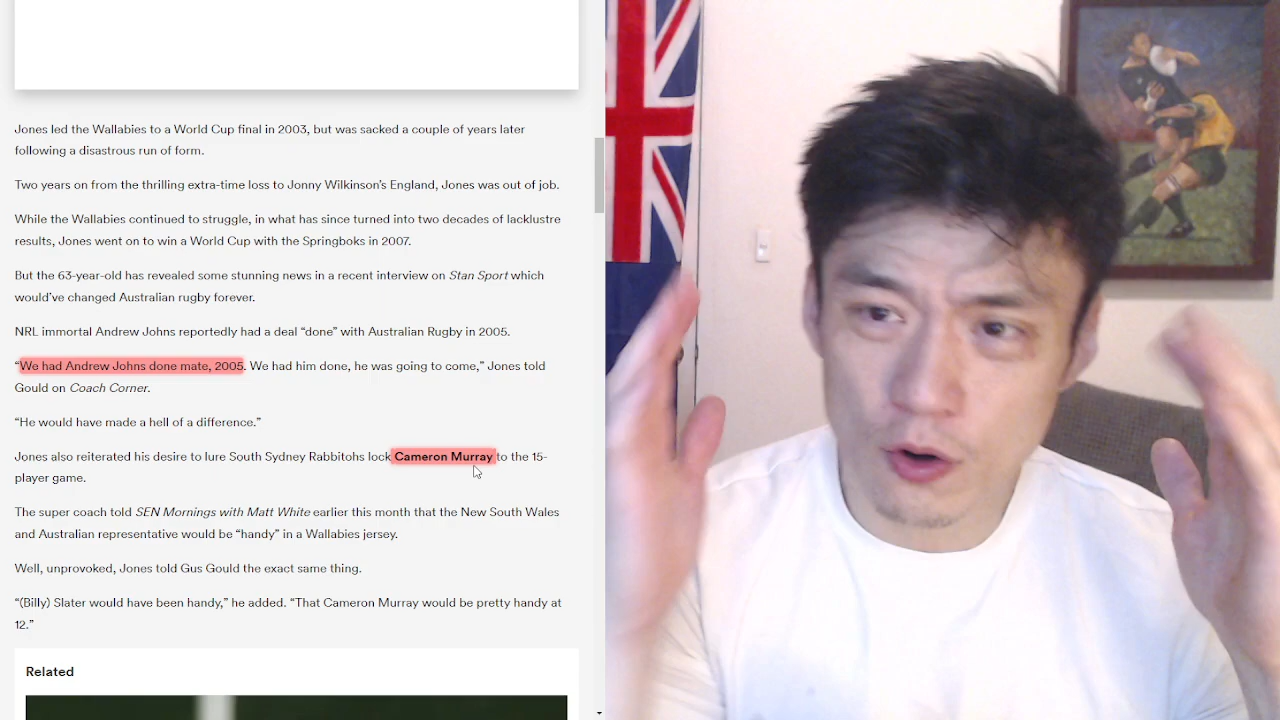 Jones led the Wallabies to a World Cup final in 2003, but was sacked a couple of years later
following a disastrous run of form.
Two years on from the thrilling extra-time loss to Jonny Wilkinson’s England, Jones was out of job.
While the Wallabies continued to struggle, in what has since turned into two decades of lacklustre
results, Jones went on to win a World Cup with the Springboks in 2007.
But the 63-year-old has revealed some stunning news in a recent interview on Stan Sport which
would’ve changed Australian rugby forever.
NRL immortal Andrew Johns reportedly had a deal “done” with Australian Rugby in 2005.
“We had Andrew Johns done mate, 2005. We had him done, he was going to come,” Jones told
Gould on Coach Corner.
“He would have made a hell of a difference.”
Jones also reiterated his desire to lure South Sydney Rabbitohs lock Cameron Murray to the 15-
player game.
The super coach told SEN Mornings with Matt White earlier this month that the New South Wales
and Australian representative would be “handy” in a Wallabies jersey.
Well, unprovoked, Jones told Gus Gould the exact same thing.
“(Billy) Slater would have been handy,” he added. “That Cameron Murray would be pretty handy at
12.”
Related